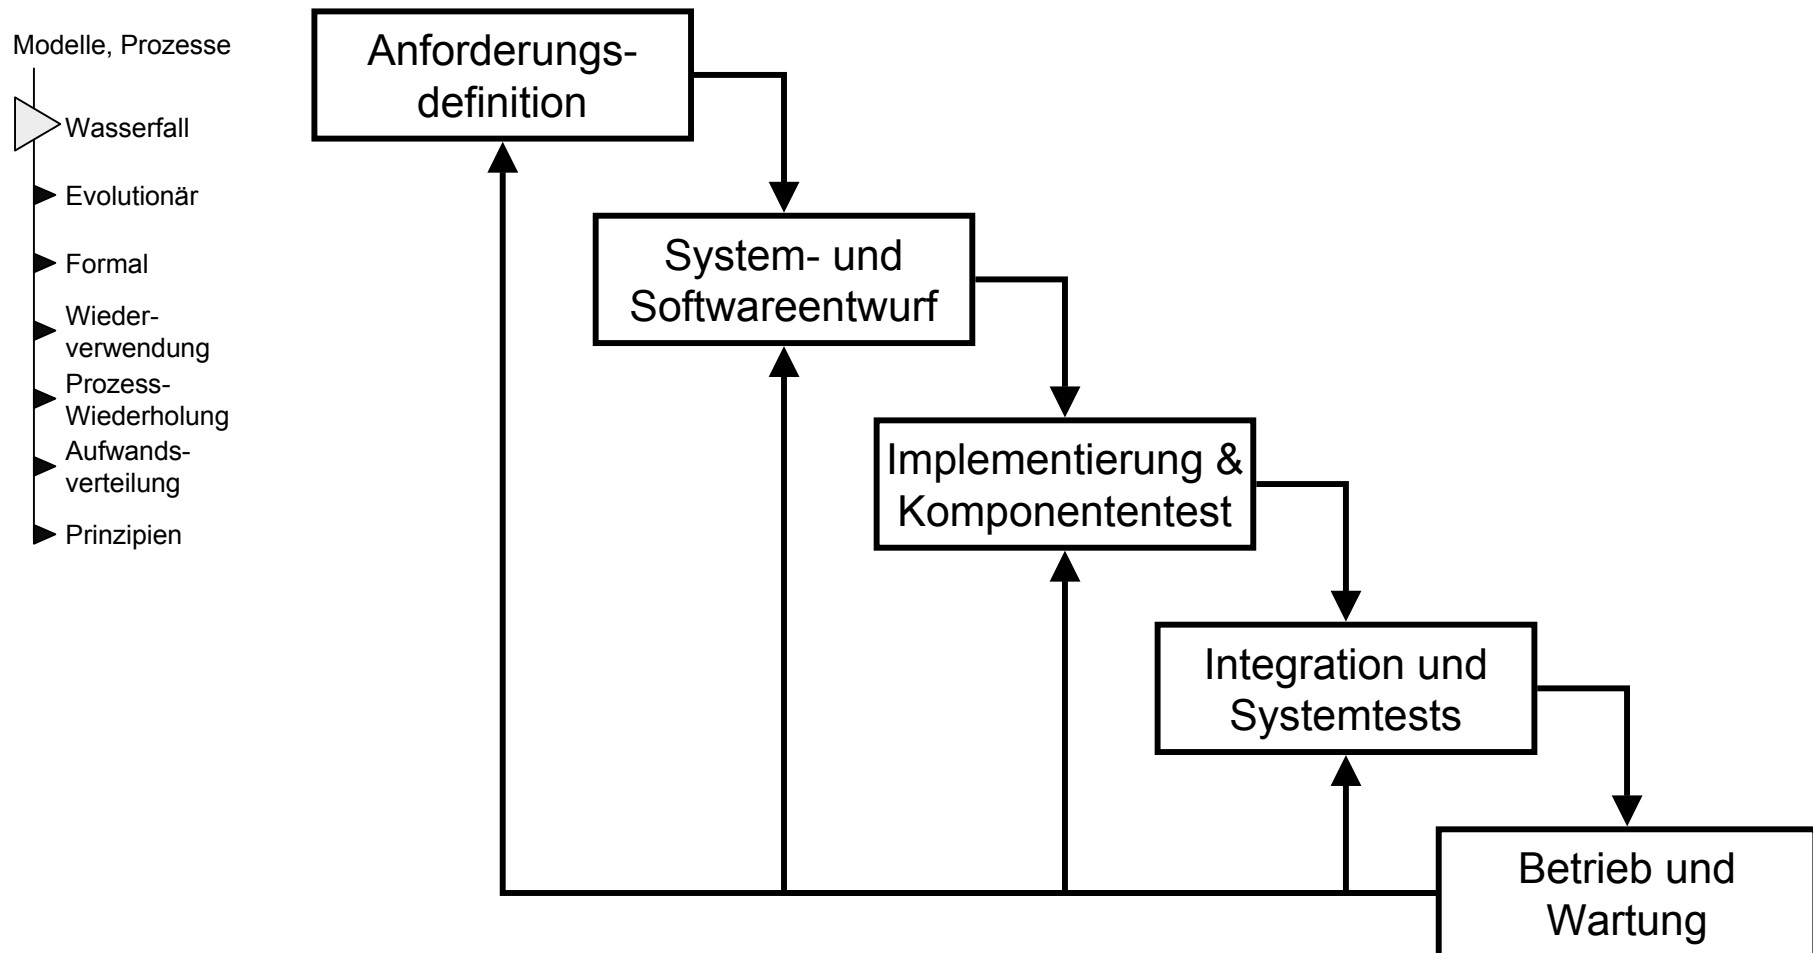 Modelle, Prozesse
Wasserfall
Evolutionär
Formal
Wieder-
verwendung
Prozess-
Wiederholung
Aufwands-
verteilung
Prinzipien
Anforderungs-
definition
System- und
Softwareentwurf
Implementierung &
Komponententest
Integration und
Systemtests
Betrieb und
Wartung